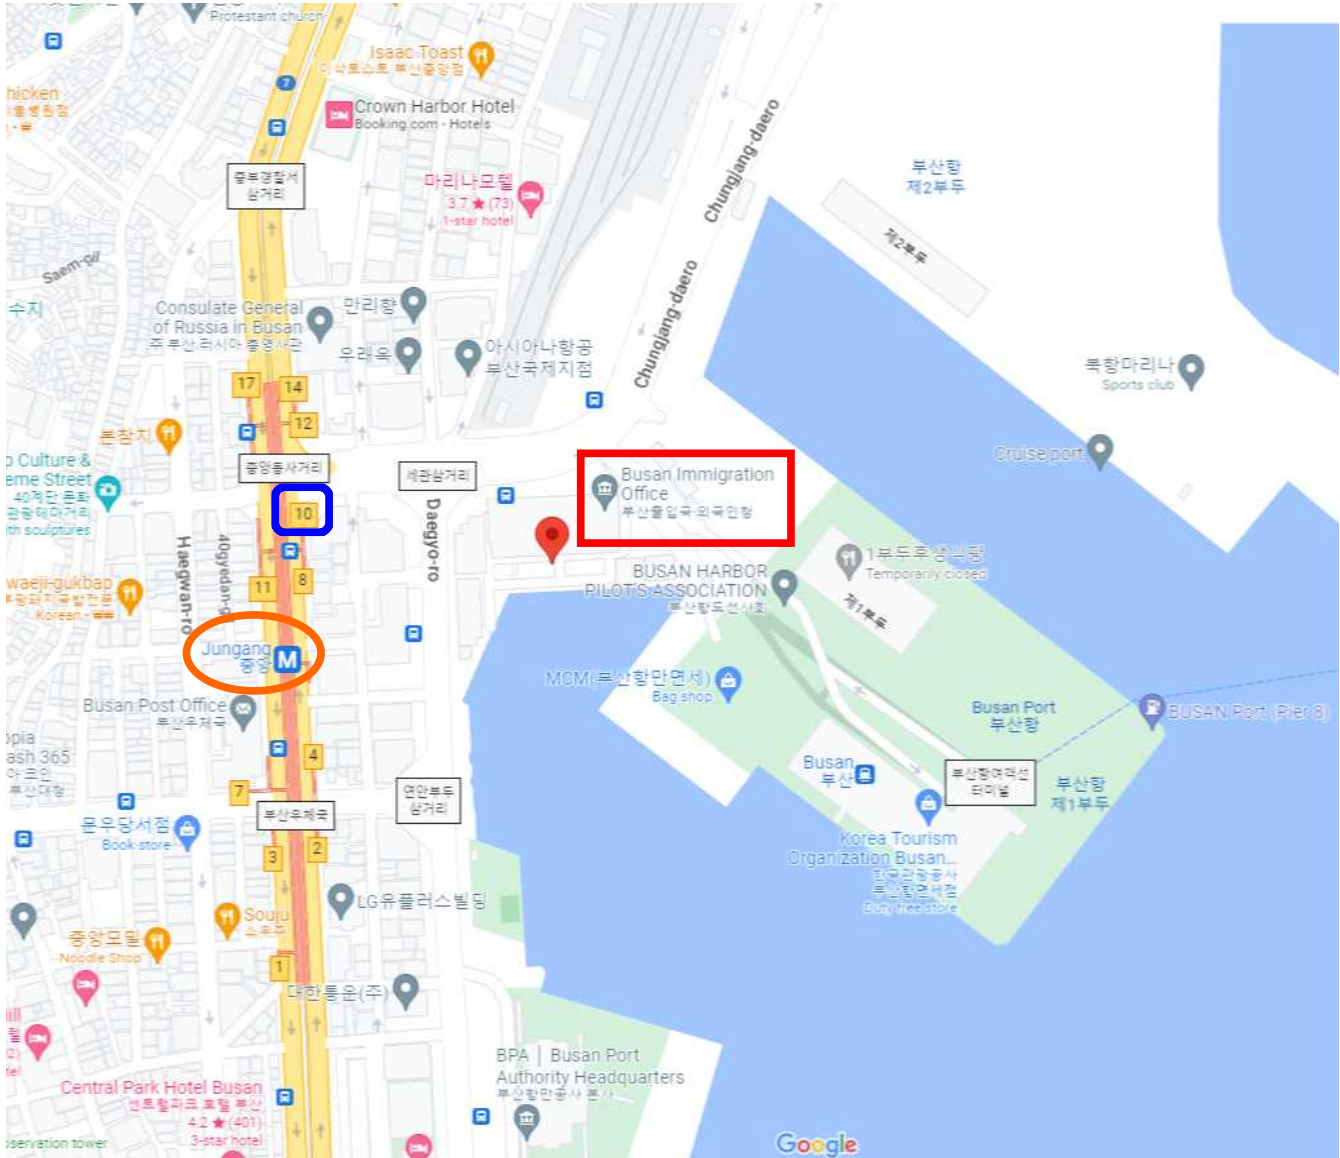 Protestant church
Isaac Toast
이삭토스트 부산중앙점
hicken
7
Crown Harbor Hotel
Booking.com - Hotels
중부경찰서
삼거리
마리나모텔
3.7 ★ (73)
1-star hotel
Chungjang-daero
부산항
제2부두
제2부두
Saem-gil
수지
Consulate General
of Russia in Busan
주 부산 러시아 총영사관
만리향
우래옥
아시아나항공
부산국제지점
Chungjang-daero
북항마리나
Sports club
17
14
12
본참치
중앙동사거리
세관삼거리
Cruise port
o Culture &
eme Street
40계단 문화
관광테마거리
ith sculptures
10
Busan Immigration
Office
부산출입국·외국인청
Haegwan-ro
40gyedan-g
Daegyo-ro
11
8
waeji-gukbap
Korean - ₩₩
1부두후생식당
Temporarily closed
BUSAN HARBOR
PILOT'S ASSOCIATION
부산항도선사회
제1부두
Jungang
중앙
M
MCM(부산항만면세)
Bag shop
Busan Post Office
부산우체국
Busan Port
부산항
BUSAN Port (Pier 8)
opia
ash 365
4
Busan
부산
부산항여객선
터미널
부산항
제1부두
7
부산우체국
연안부두
삼거리
문우당서점
Book store
3
2
Korea Tourism
Organization Busan...
한국관광공사
부산항면세점
Duty free store
LG유플러스빌딩
Souju
소우주
중앙모밀
Noodle Shop
1
대한통운(주)
BPA | Busan Port
Authority Headquarters
부산항만공사 본사
Central Park Hotel Busan
센트럴파크 호텔 부산
4.2 ★ (401)
3-star hotel
oservation tower
Google